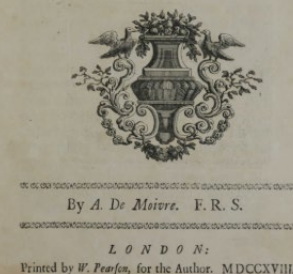 By A. De Moivre. F. R. S.
LONDON:
Printed by W. Pearſon, for the Author. MDCCXVIII